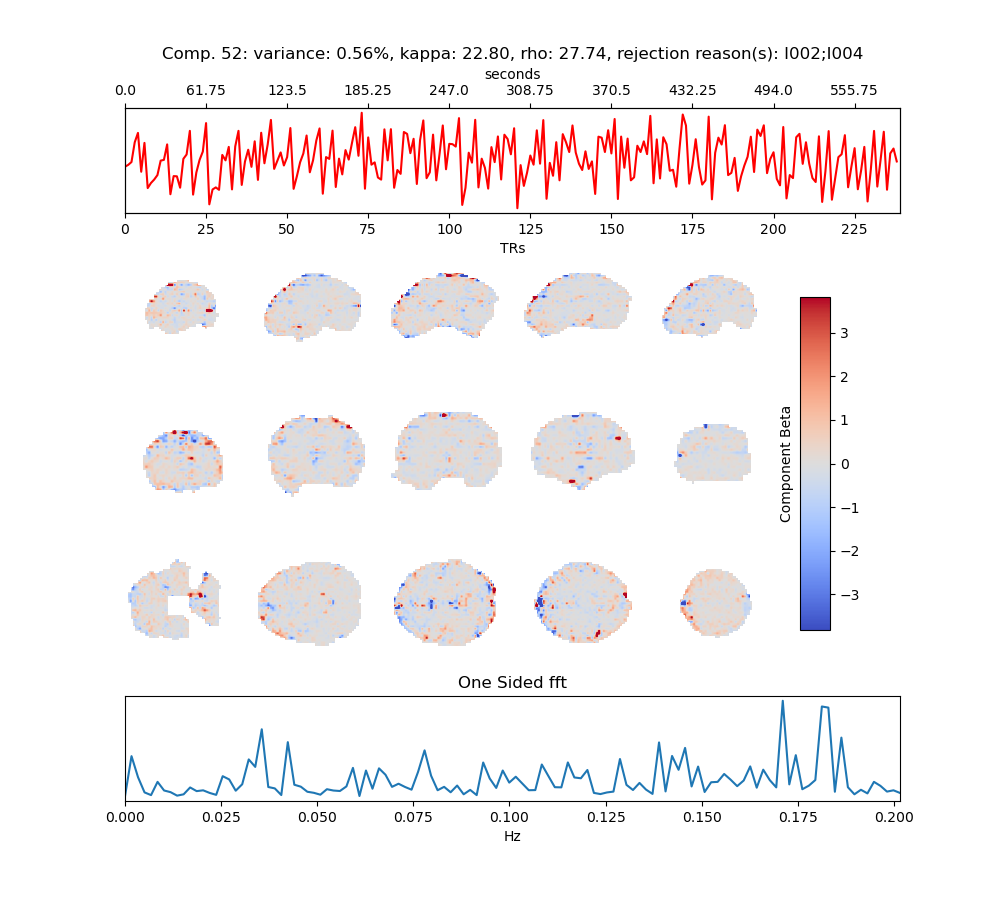 Comp. 52: variance: 0.56%, kappa: 22.80, rho: 27.74, rejection reason(s): I002;I004
seconds
0.0 61.75 123.5 185.25 247.0 308.75 370.5 432.25 494.0 555.75
0 25 50 75 100 125 150 175 200 225
TRs
3
2
1
0
−1
−2
−3
Component Beta
One Sided fft
0.000 0.025 0.050 0.075 0.100 0.125 0.150 0.175 0.200
Hz